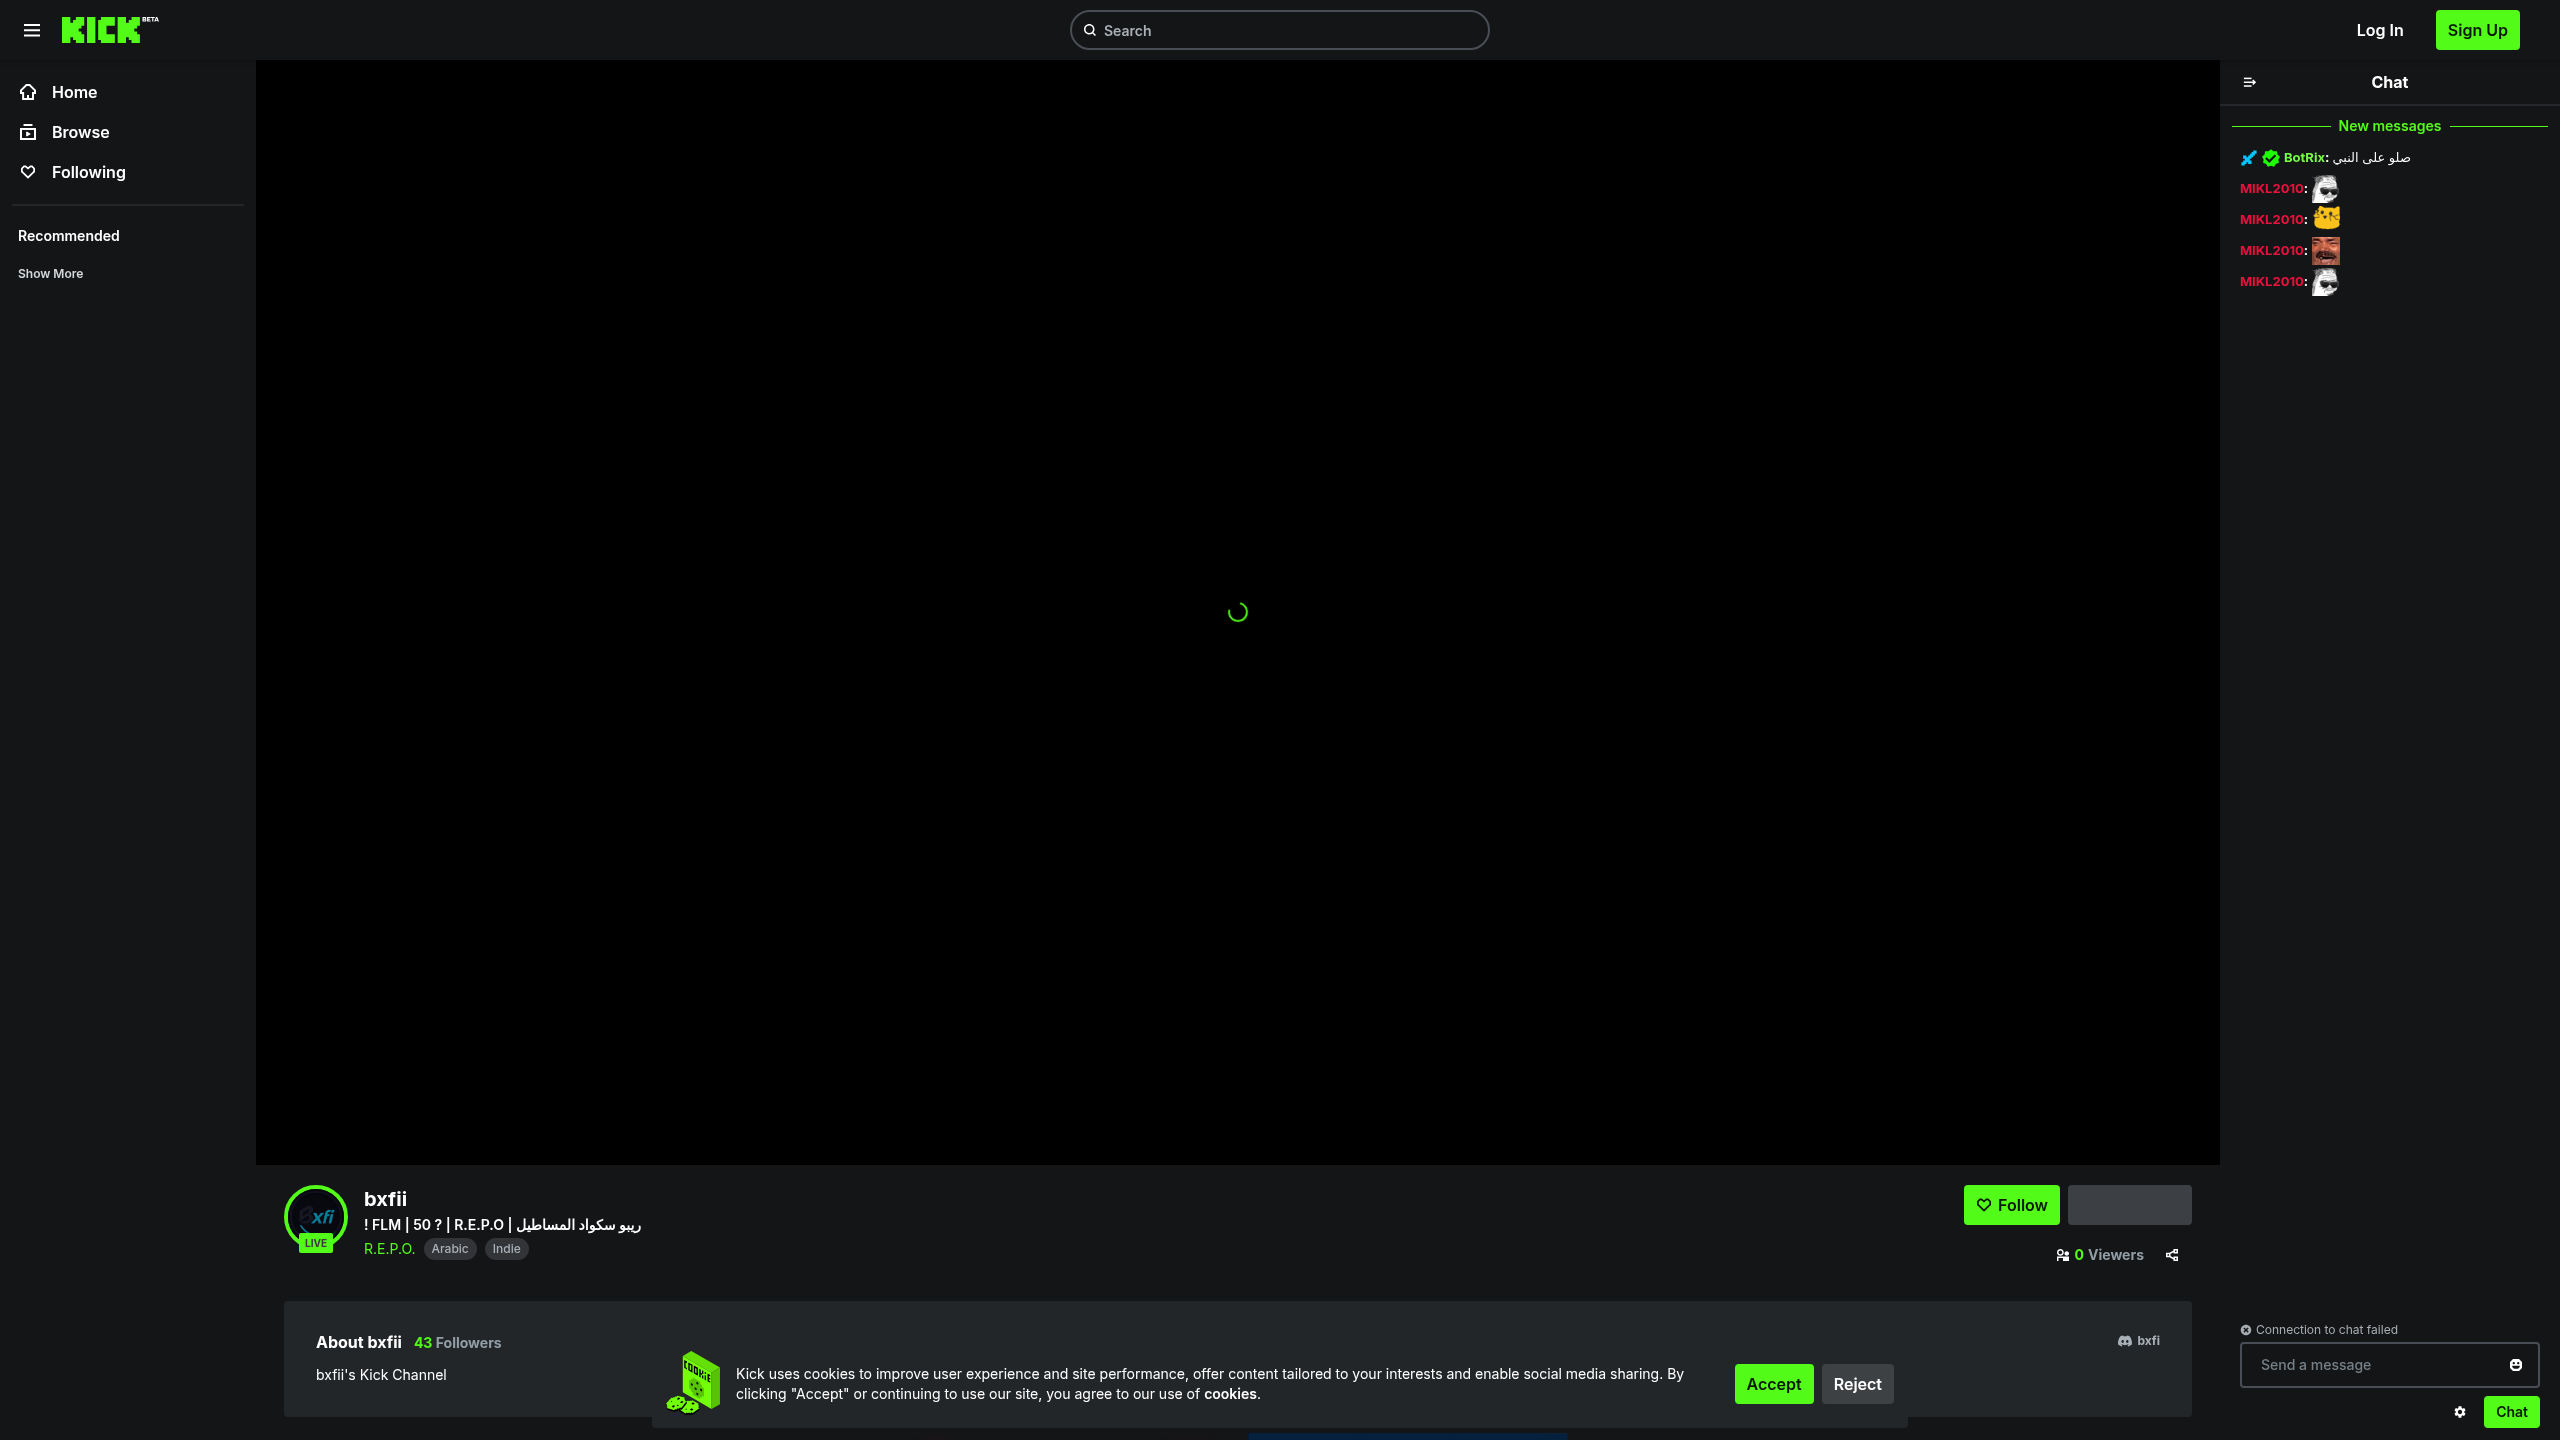 KICK BETA
Search
Log In
Sign Up
Home
Browse
Following
Recommended
Show More
Chat
New messages
BotRix: صلو على النبي
MIKL2010:
MIKL2010:
MIKL2010:
MIKL2010:
bxfii
! FLM | 50 ? | R.E.P.O | ريبو سكواد المساطيل
R.E.P.O. Arabic Indie
Bxfi
LIVE
Follow
0 Viewers
About bxfii 43 Followers
bxfi
bxfii's Kick Channel
COOKIE
Kick uses cookies to improve user experience and site performance, offer content tailored to your interests and enable social media sharing. By
clicking "Accept" or continuing to use our site, you agree to our use of cookies.
Accept
Reject
Connection to chat failed
Send a message
Chat